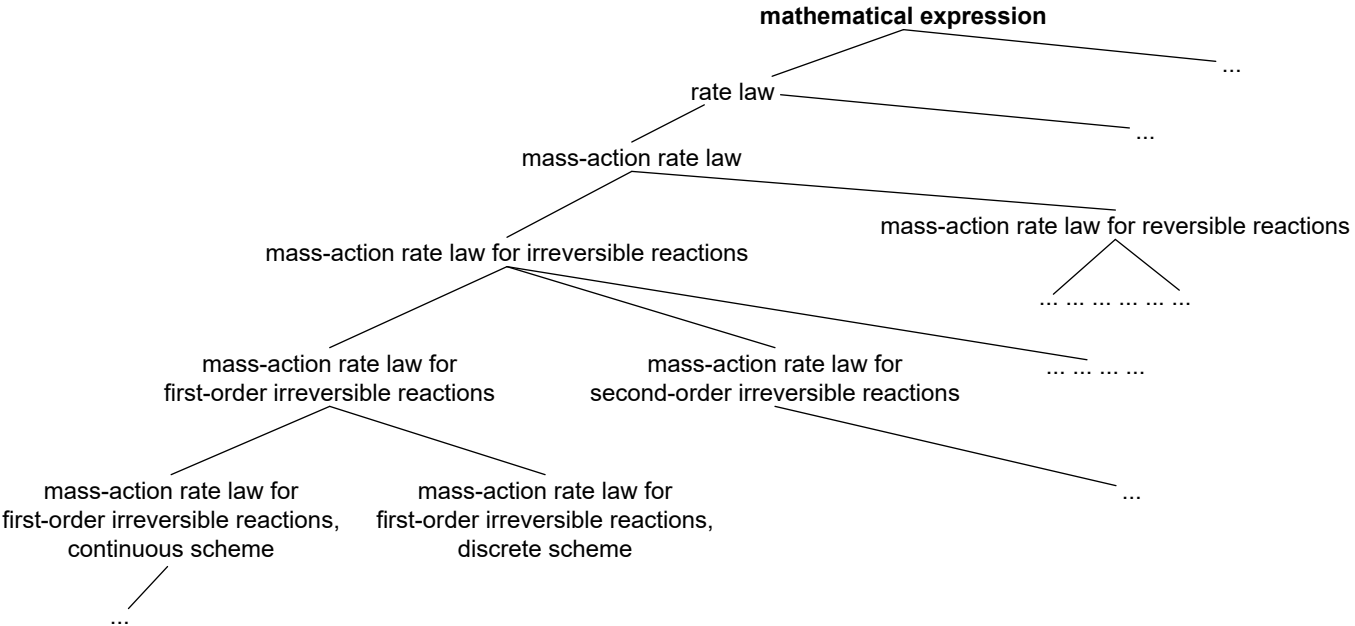 mathematical expression
...
rate law
...
mass-action rate law
mass-action rate law for reversible reactions
mass-action rate law for irreversible reactions
... ... ... ... ... ...
mass-action rate law for
first-order irreversible reactions
mass-action rate law for
second-order irreversible reactions
... ... ... ...
mass-action rate law for
first-order irreversible reactions,
continuous scheme
mass-action rate law for
first-order irreversible reactions,
discrete scheme
...
...